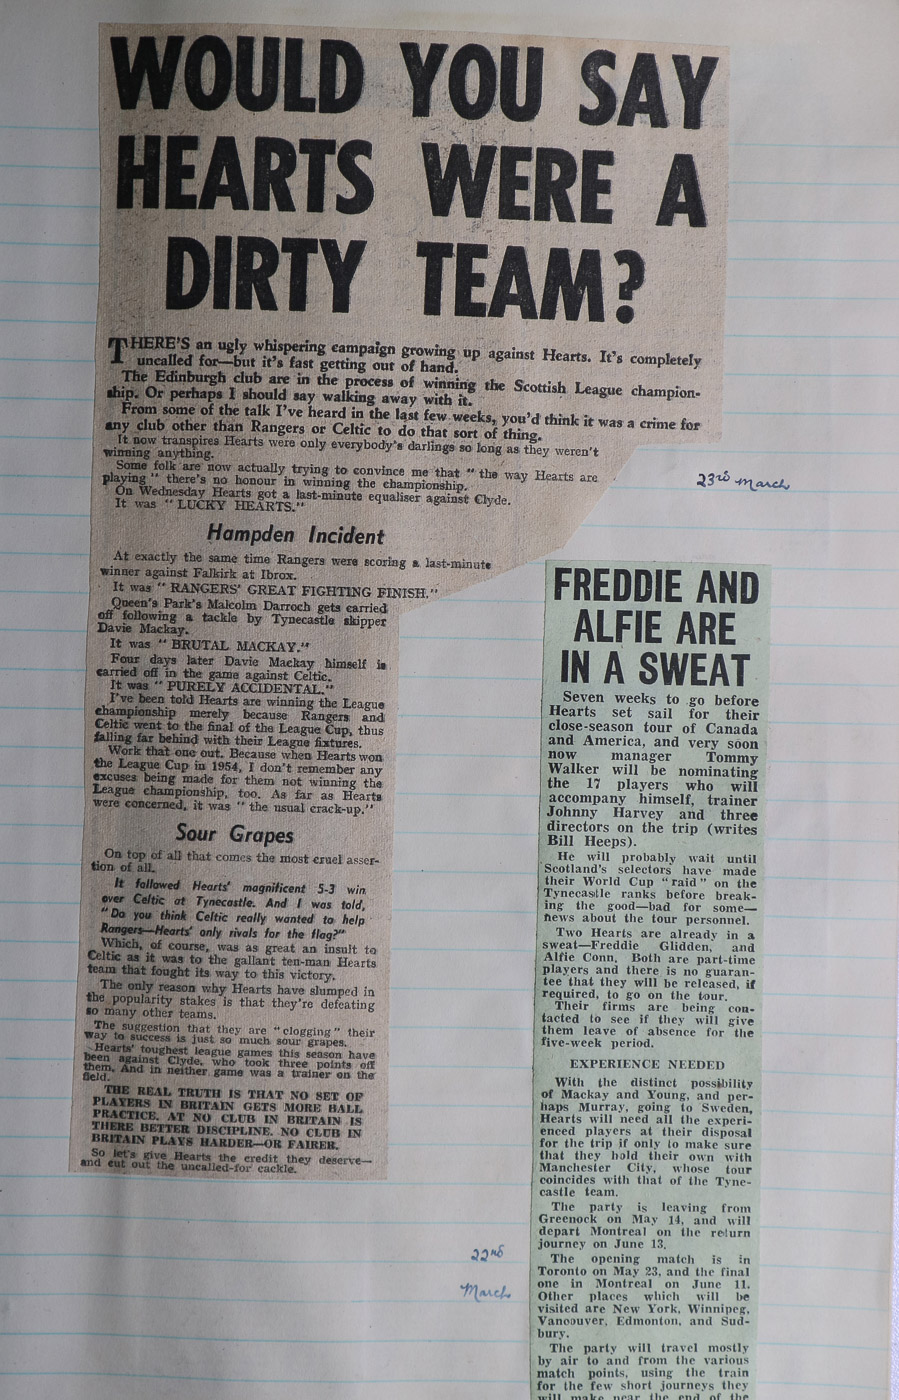 WOULD YOU SAY
HEARTS WERE A
DIRTY TEAM?
THERE'S an ugly whispering campaign growing up against Hearts. It's completely
uncalled for—but it's fast getting out of hand.
The Edinburgh club are in the process of winning the Scottish League champion-
ship. Or perhaps I should say walking away with it.
From some of the talk I've heard in the last few weeks, you'd think it was a crime for
any club other than Rangers or Celtic to do that sort of thing.
It now transpires Hearts were only everybody's darlings so long as they weren't
winning anything.
Some folk are now actually trying to convince me that "the way Hearts are
playing" there's no honour in winning the championship.
On Wednesday Hearts got a last-minute equaliser against Clyde.
It was "LUCKY HEARTS."
Hampden Incident
At exactly the same time Rangers were scoring a last-minute
winner against Falkirk at Ibrox.
It was "RANGERS' GREAT FIGHTING FINISH."
Queen's Park's Malcolm Darroch gets carried
off following a tackle by Tynecastle skipper
Davie Mackay.
It was "BRUTAL MACKAY."
Four days later Davie Mackay himself is
carried off in the game against Celtic.
It was "PURELY ACCIDENTAL."
I've been told Hearts are winning the League
championship merely because Rangers and
Celtic went to the final of the League Cup, thus
falling far behind with their League fixtures.
Work that one out. Because when Hearts won
the League Cup in 1954, I don't remember any
excuses being made for them not winning the
League championship, too. As far as Hearts
were concerned, it was "the usual crack-up."
Sour Grapes
On top of all that comes the most cruel asser-
tion of all.
It followed Hearts' magnificent 5-3 win
over Celtic at Tynecastle. And I was told,
"Do you think Celtic really wanted to help
Rangers—Hearts' only rivals for the flag?"
Which, of course, was as great an insult to
Celtic as it was to the gallant ten-man Hearts
team that fought its way to this victory.
The only reason why Hearts have slumped in
the popularity stakes is that they're defeating
so many other teams.
The suggestion that they are "clogging" their
way to success is just so much sour grapes.
Hearts' toughest league games this season have
been against Clyde, who took three points off
them. And in neither game was a trainer on the
field.
THE REAL TRUTH IS THAT NO SET OF
PLAYERS IN BRITAIN GETS MORE BALL
PRACTICE. AT NO CLUB IN BRITAIN IS
THERE BETTER DISCIPLINE. NO CLUB IN
BRITAIN PLAYS HARDER—OR FAIRER.
So let's give Hearts the credit they deserve—
and cut out the uncalled-for cackle.
23rd March
FREDDIE AND
ALFIE ARE
IN A SWEAT
Seven weeks to go before
Hearts set sail for their
close-season tour of Canada
and America, and very soon
now manager Tommy
Walker will be nominating
the 17 players who will
accompany himself, trainer
Johnny Harvey and three
directors on the trip (writes
Bill Heeps).
He will probably wait until
Scotland's selectors have made
their World Cup "raid" on the
Tynecastle ranks before break-
ing the good—bad for some—
news about the tour personnel.
Two Hearts are already in a
sweat—Freddie Glidden, and
Alfie Conn. Both are part-time
players and there is no guaran-
tee that they will be released, if
required, to go on the tour.
Their firms are being con-
tacted to see if they will give
them leave of absence for the
five-week period.
EXPERIENCE NEEDED
With the distinct possibility
of Mackay and Young, and per-
haps Murray, going to Sweden,
Hearts will need all the experi-
enced players at their disposal
for the trip if only to make sure
that they hold their own with
Manchester City, whose tour
coincides with that of the Tyne-
castle team.
The party is leaving from
Greenock on May 14, and will
depart Montreal on the return
journey on June 13.
The opening match is in
Toronto on May 23, and the final
one in Montreal on June 11.
Other places which will be
visited are New York, Winnipeg,
Vancouver, Edmonton, and Sud-
bury.
The party will travel mostly
by air to and from the various
match points, using the train
for the few short journeys they
will make near the end of the
22nd
March